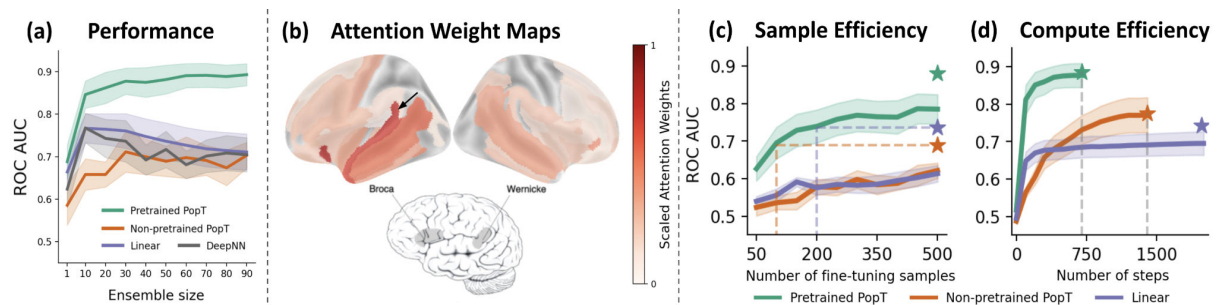 (a) Performance
ROC AUC
0.9
0.8
0.7
0.6
0.5
Pretrained PopT
Non-pretrained PopT
Linear DeepNN
1 10 20 30 40 50 60 70 80 90
Ensemble size
(b) Attention Weight Maps
Broca Wernicke
1
0
Scaled Attention Weights
(c) Sample Efficiency
ROC AUC
0.9
0.8
0.7
0.6
0.5
50 200 350 500
Number of fine-tuning samples
(d) Compute Efficiency
0.9
0.8
0.7
0.6
0.5
0 750 1500
Number of steps
Pretrained PopT Non-pretrained PopT Linear